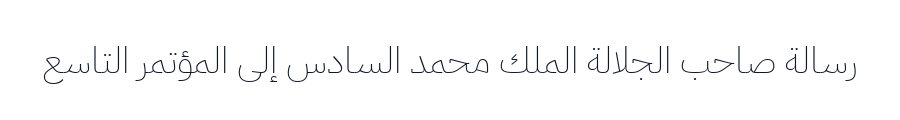 رسالة صاحب الجلالة الملك محمد السادس إلى المؤتمر التاسع